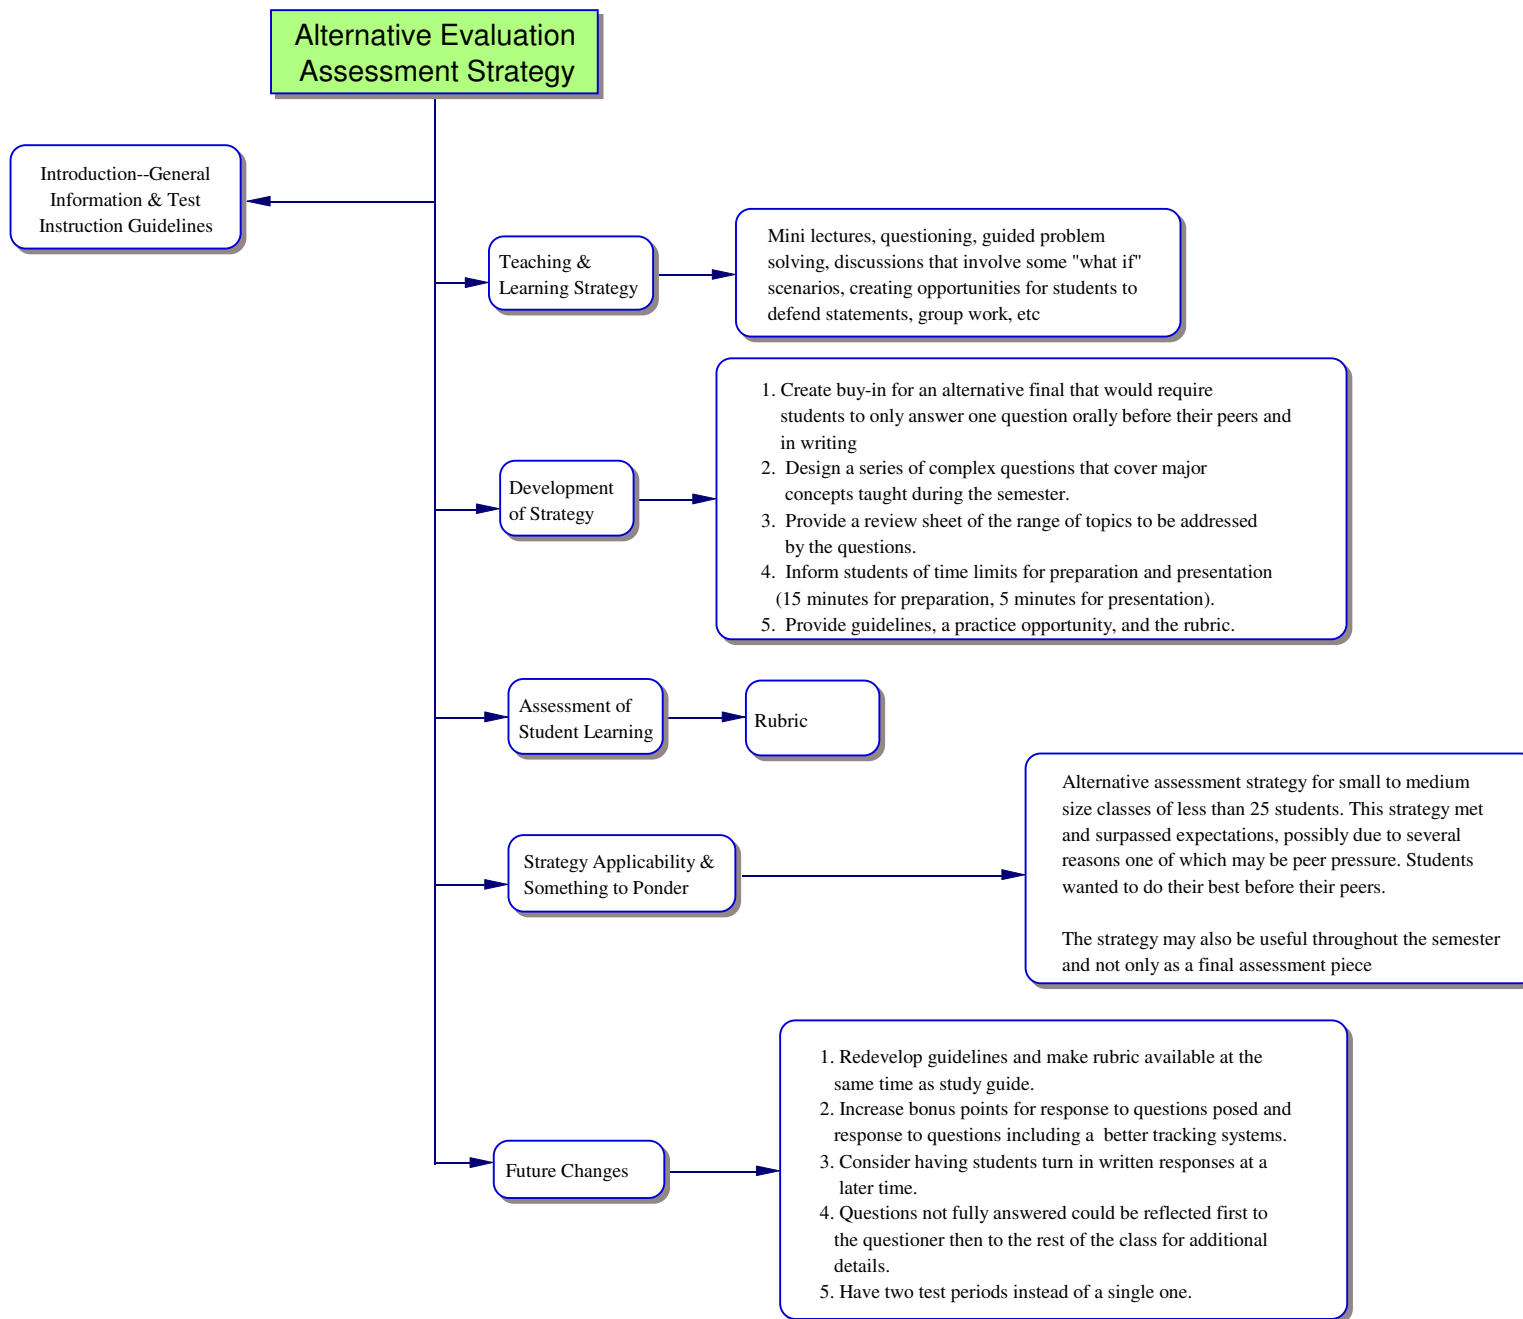 Alternative Evaluation
Assessment Strategy
Introduction--General
Information & Test
Instruction Guidelines
Teaching &
Learning Strategy
Mini lectures, questioning, guided problem
solving, discussions that involve some "what if"
scenarios, creating opportunities for students to
defend statements, group work, etc
Development
of Strategy
1. Create buy-in for an alternative final that would require
students to only answer one question orally before their peers and
in writing
2. Design a series of complex questions that cover major
concepts taught during the semester.
3. Provide a review sheet of the range of topics to be addressed
by the questions.
4. Inform students of time limits for preparation and presentation
(15 minutes for preparation, 5 minutes for presentation).
5. Provide guidelines, a practice opportunity, and the rubric.
Assessment of
Student Learning
Rubric
Strategy Applicability &
Something to Ponder
Alternative assessment strategy for small to medium
size classes of less than 25 students. This strategy met
and surpassed expectations, possibly due to several
reasons one of which may be peer pressure. Students
wanted to do their best before their peers.
The strategy may also be useful throughout the semester
and not only as a final assessment piece
Future Changes
1. Redevelop guidelines and make rubric available at the
same time as study guide.
2. Increase bonus points for response to questions posed and
response to questions including a better tracking systems.
3. Consider having students turn in written responses at a
later time.
4. Questions not fully answered could be reflected first to
the questioner then to the rest of the class for additional
details.
5. Have two test periods instead of a single one.